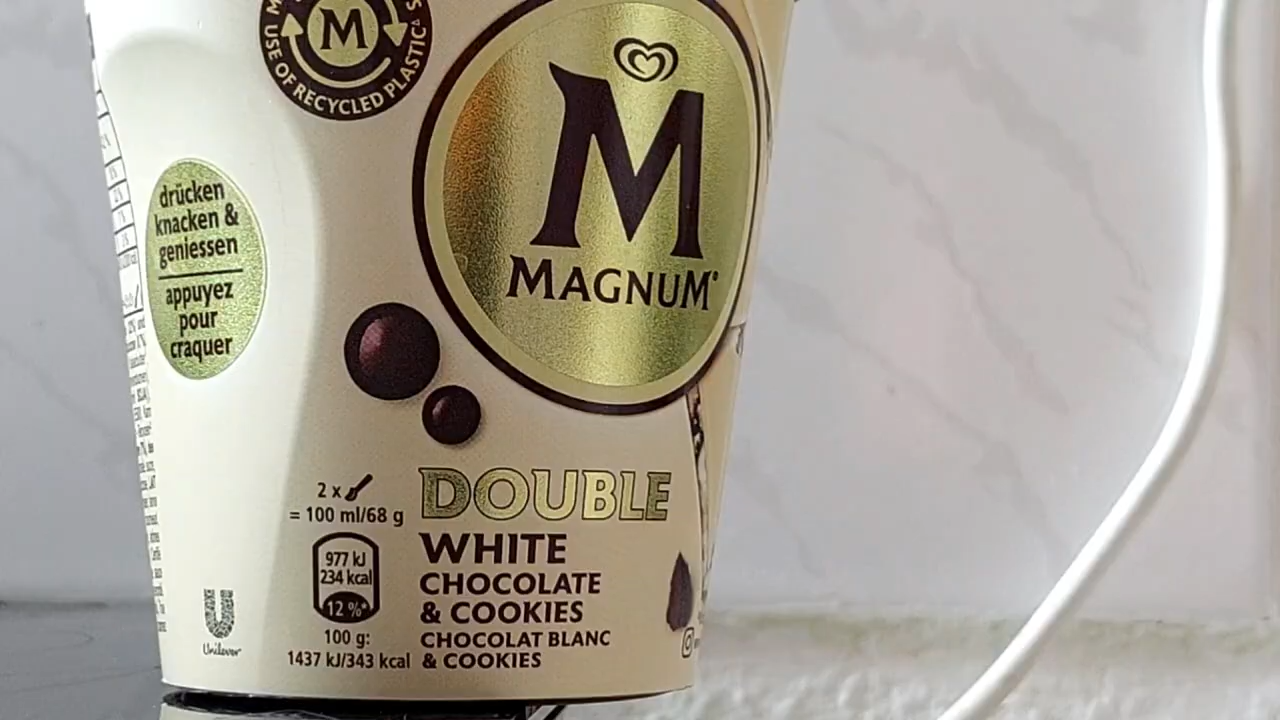 USE OF RECYCLED PLASTIC
M
M
MAGNUM
drücken
knacken &
geniessen
appuyez
pour
craquer
2 x
= 100 ml/68 g
977 kJ
234 kcal
12 %*
100 g:
1437 kJ/343 kcal
DOUBLE
WHITE
CHOCOLATE
& COOKIES
CHOCOLAT BLANC
& COOKIES
Unilever